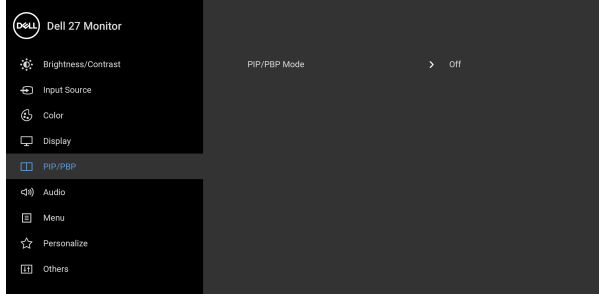 DELL Dell 27 Monitor
Brightness/Contrast
PIP/PBP Mode Off
Input Source
Color
Display
PIP/PBP
Audio
Menu
Personalize
Others